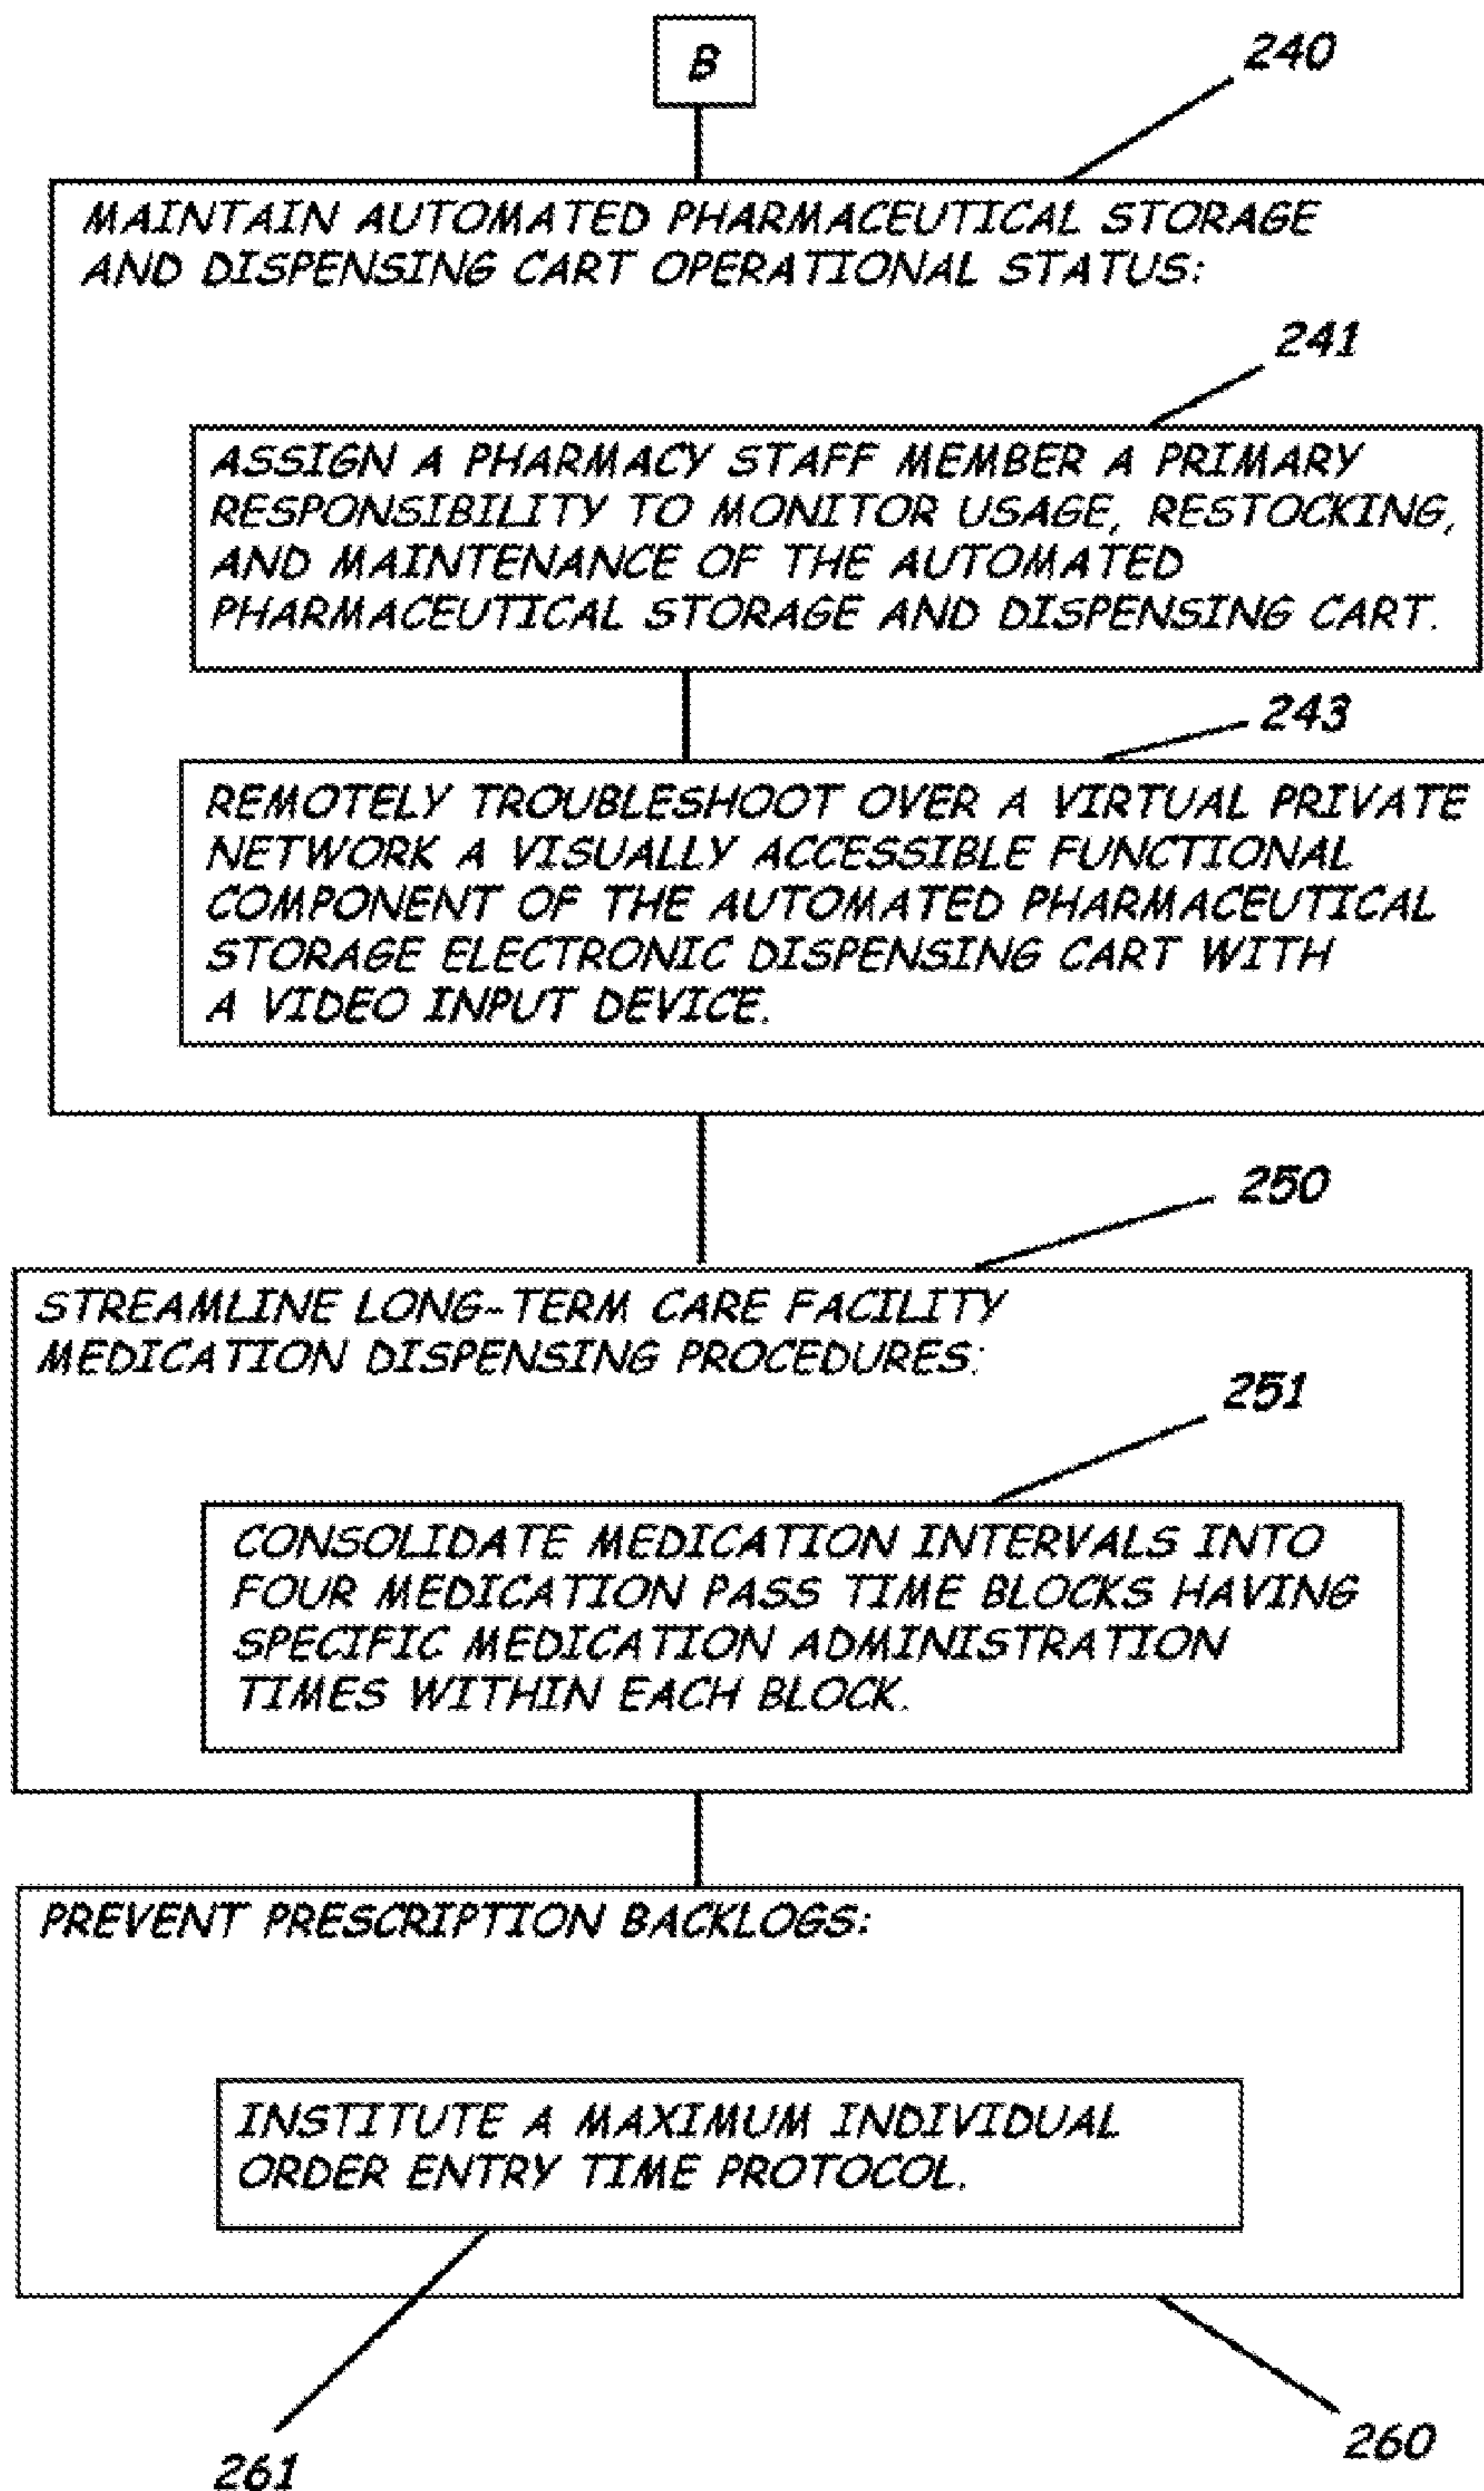 B
240
MAINTAIN AUTOMATED PHARMACEUTICAL STORAGE
AND DISPENSING CART OPERATIONAL STATUS:
241
ASSIGN A PHARMACY STAFF MEMBER A PRIMARY
RESPONSIBILITY TO MONITOR USAGE, RESTOCKING,
AND MAINTENANCE OF THE AUTOMATED
PHARMACEUTICAL STORAGE AND DISPENSING CART.
243
REMOTELY TROUBLESHOOT OVER A VIRTUAL PRIVATE
NETWORK A VISUALLY ACCESSIBLE FUNCTIONAL
COMPONENT OF THE AUTOMATED PHARMACEUTICAL
STORAGE ELECTRONIC DISPENSING CART WITH
A VIDEO INPUT DEVICE.
250
STREAMLINE LONG-TERM CARE FACILITY
MEDICATION DISPENSING PROCEDURES:
251
CONSOLIDATE MEDICATION INTERVALS INTO
FOUR MEDICATION PASS TIME BLOCKS HAVING
SPECIFIC MEDICATION ADMINISTRATION
TIMES WITHIN EACH BLOCK.
PREVENT PRESCRIPTION BACKLOGS:
INSTITUTE A MAXIMUM INDIVIDUAL
ORDER ENTRY TIME PROTOCOL.
261
260